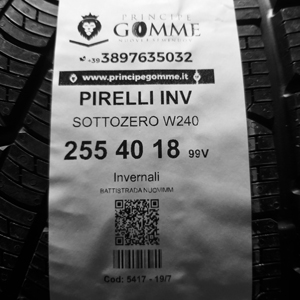 PRINCIPE
GOMME
+39 3897635032
www.principegomme.it
PIRELLI INV
SOTTOZERO W240
255 40 18 99V
Invernali
BATTISTRADA NUOVIMM
Cod: 5417 - 19/7